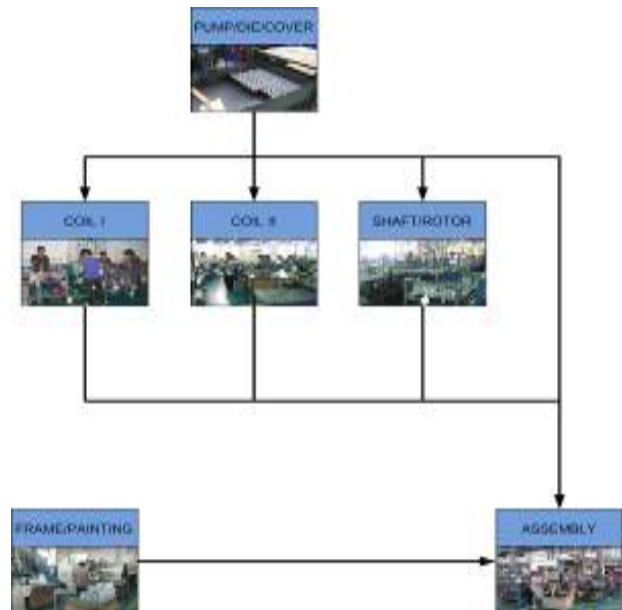 PUMP/DIE/COVER
COIL I
COIL II
SHAFT/ROTOR
FRAME/PAINTING
ASSEMBLY